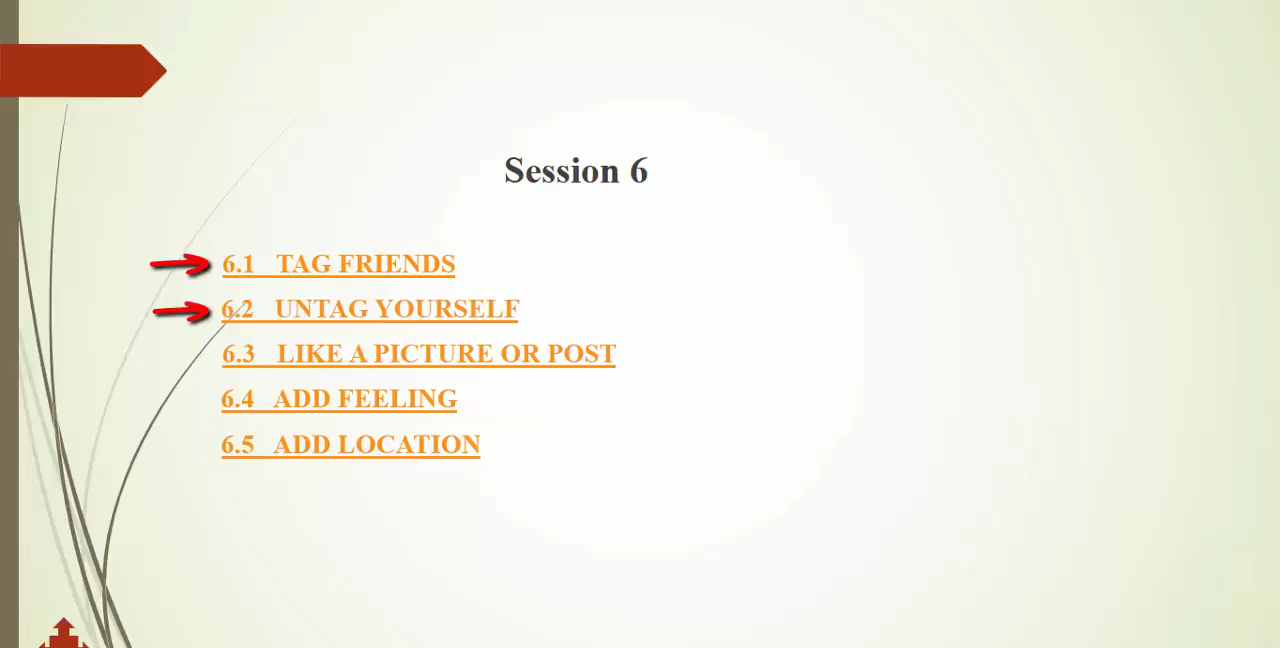 Session 6
6.1 TAG FRIENDS
6.2 UNTAG YOURSELF
6.3 LIKE A PICTURE OR POST
6.4 ADD FEELING
6.5 ADD LOCATION